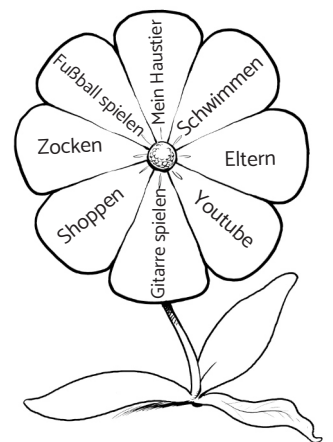 Mein Haustier
Schwimmen
Eltern
Youtube
Gitarre spielen
Shoppen
Zocken
Fußball spielen